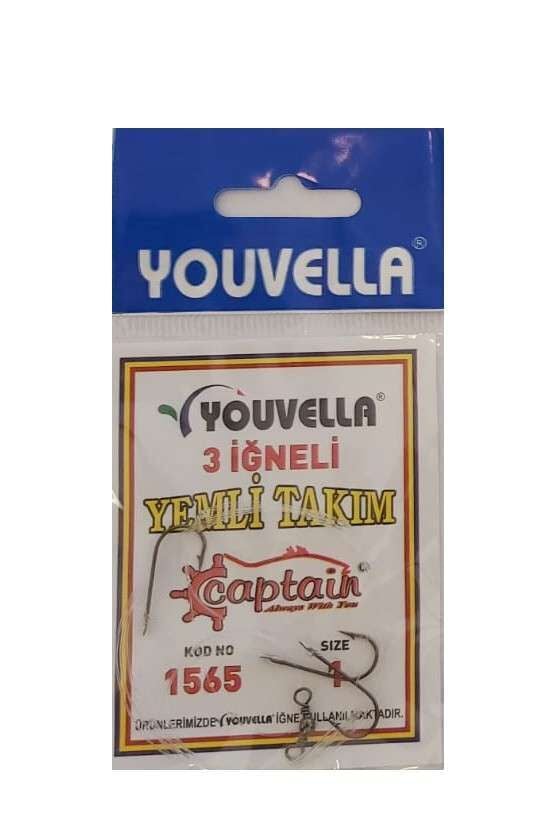 YOUVELLA®
YOUVELLA®
3 İĞNELİ
YEMLİ TAKIM
captain®
Always With You
KOD NO
1565
SIZE
1
ÜRÜNLERİMİZDE YOUVELLA® İĞNE KULLANILMAKTADIR.